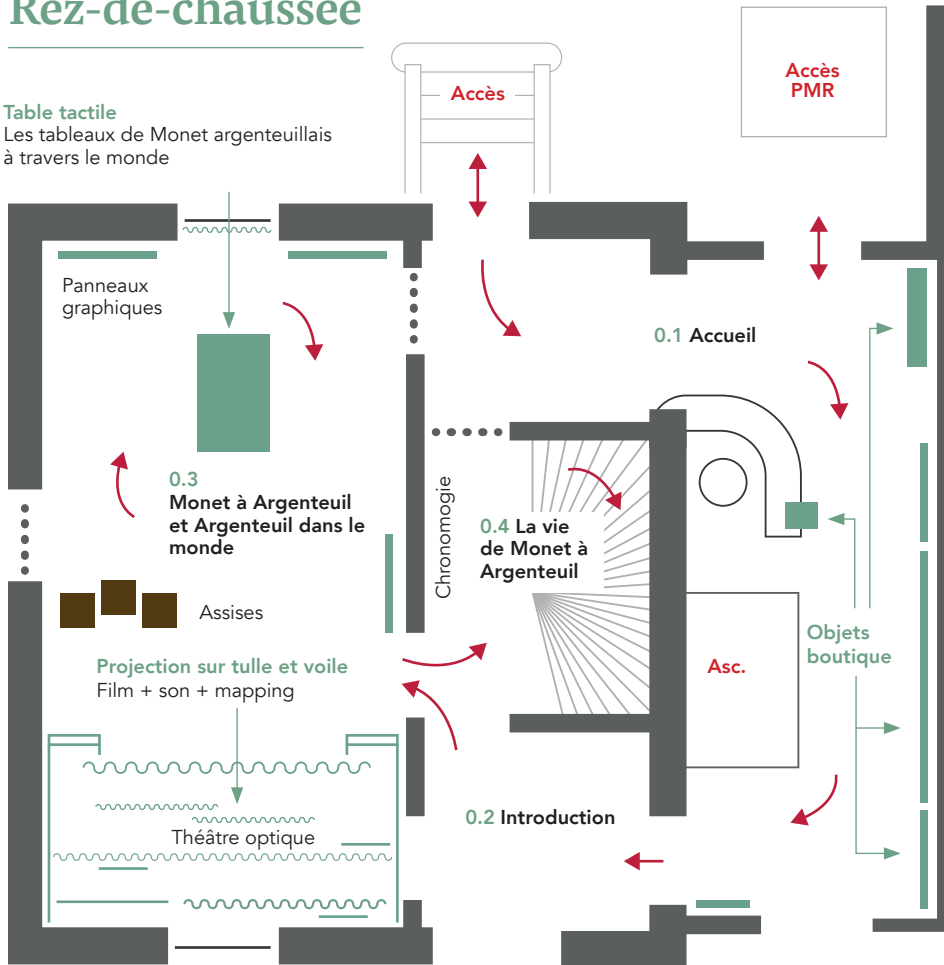 Rez-de-chaussée
Accès
Accès
PMR
Table tactile
Les tableaux de Monet argenteuillais
à travers le monde
Panneaux
graphiques
0.1 Accueil
0.3
Monet à Argenteuil
et Argenteuil dans le
monde
Chronomogie
0.4 La vie
de Monet à
Argenteuil
Assises
Objets
boutique
Asc.
Projection sur tulle et voile
Film + son + mapping
Théâtre optique
0.2 Introduction